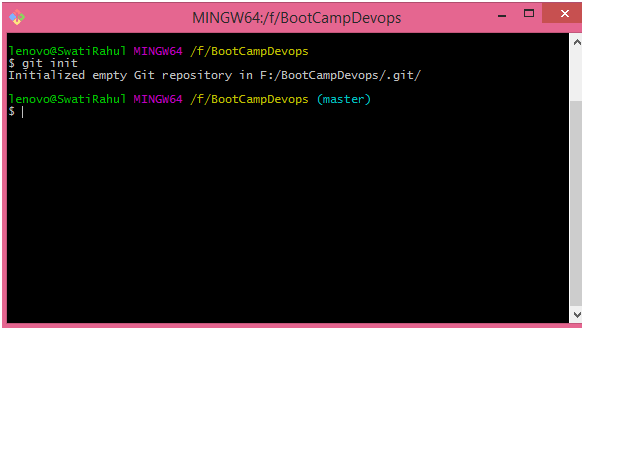 MINGW64:/f/BootCampDevops
lenovo@SwatiRahul MINGW64 /f/BootCampDevops
$ git init
Initialized empty Git repository in F:/BootCampDevops/.git/
lenovo@SwatiRahul MINGW64 /f/BootCampDevops (master)
$